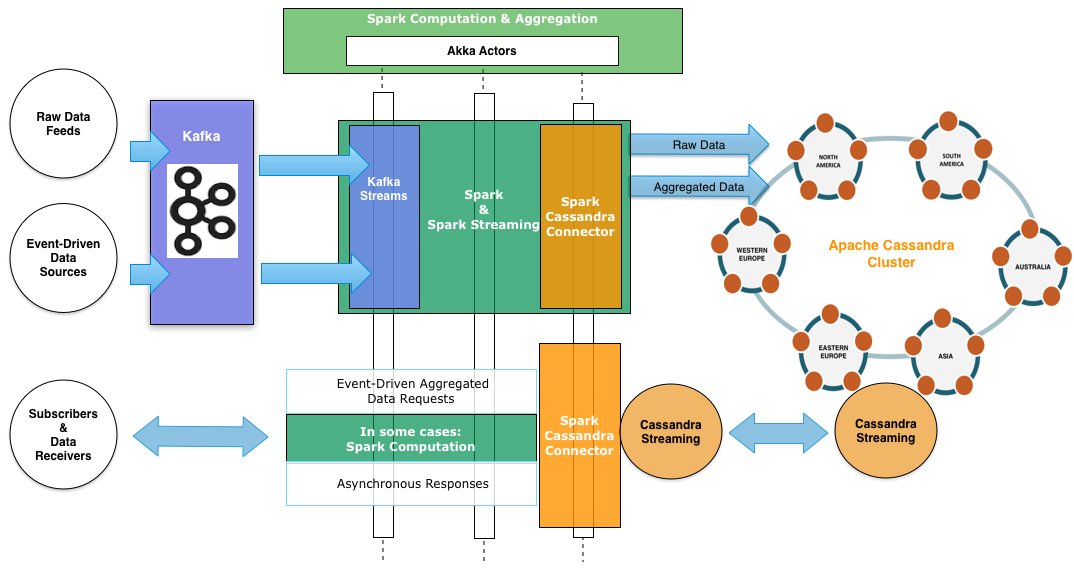 Spark Computation & Aggregation
Akka Actors
Raw Data
Feeds
Kafka
Event-Driven
Data
Sources
Kafka
Streams
Spark
&
Spark Streaming
Spark
Cassandra
Connector
Raw Data
Aggregated Data
NORTH
AMERICA
SOUTH
AMERICA
WESTERN
EUROPE
Apache Cassandra
Cluster
AUSTRALIA
EASTERN
EUROPE
ASIA
Subscribers
&
Data
Receivers
Event-Driven Aggregated
Data Requests
In some cases:
Spark Computation
Asynchronous Responses
Spark
Cassandra
Connector
Cassandra
Streaming
Cassandra
Streaming